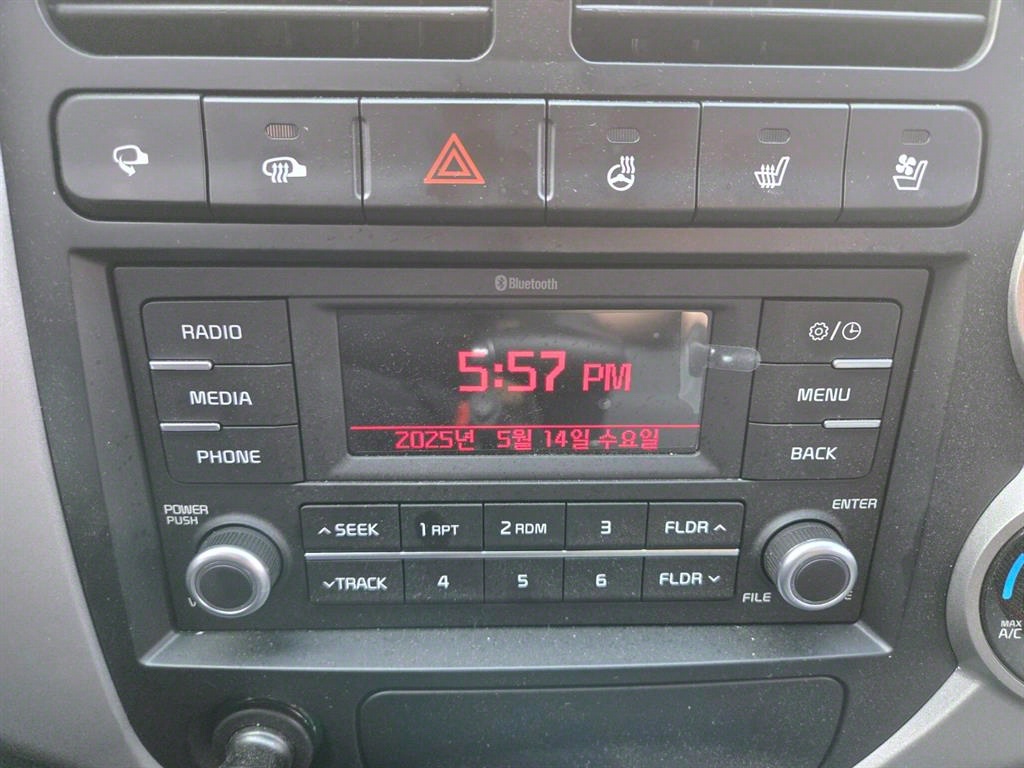 Bluetooth
RADIO
MEDIA
PHONE
5:57 PM
2025년 5월 14일 수요일
MENU
BACK
POWER
PUSH
ENTER
SEEK
1 RPT
2 RDM
3
FLDR
TRACK
4
5
6
FLDR
FILE
MAX
A/C